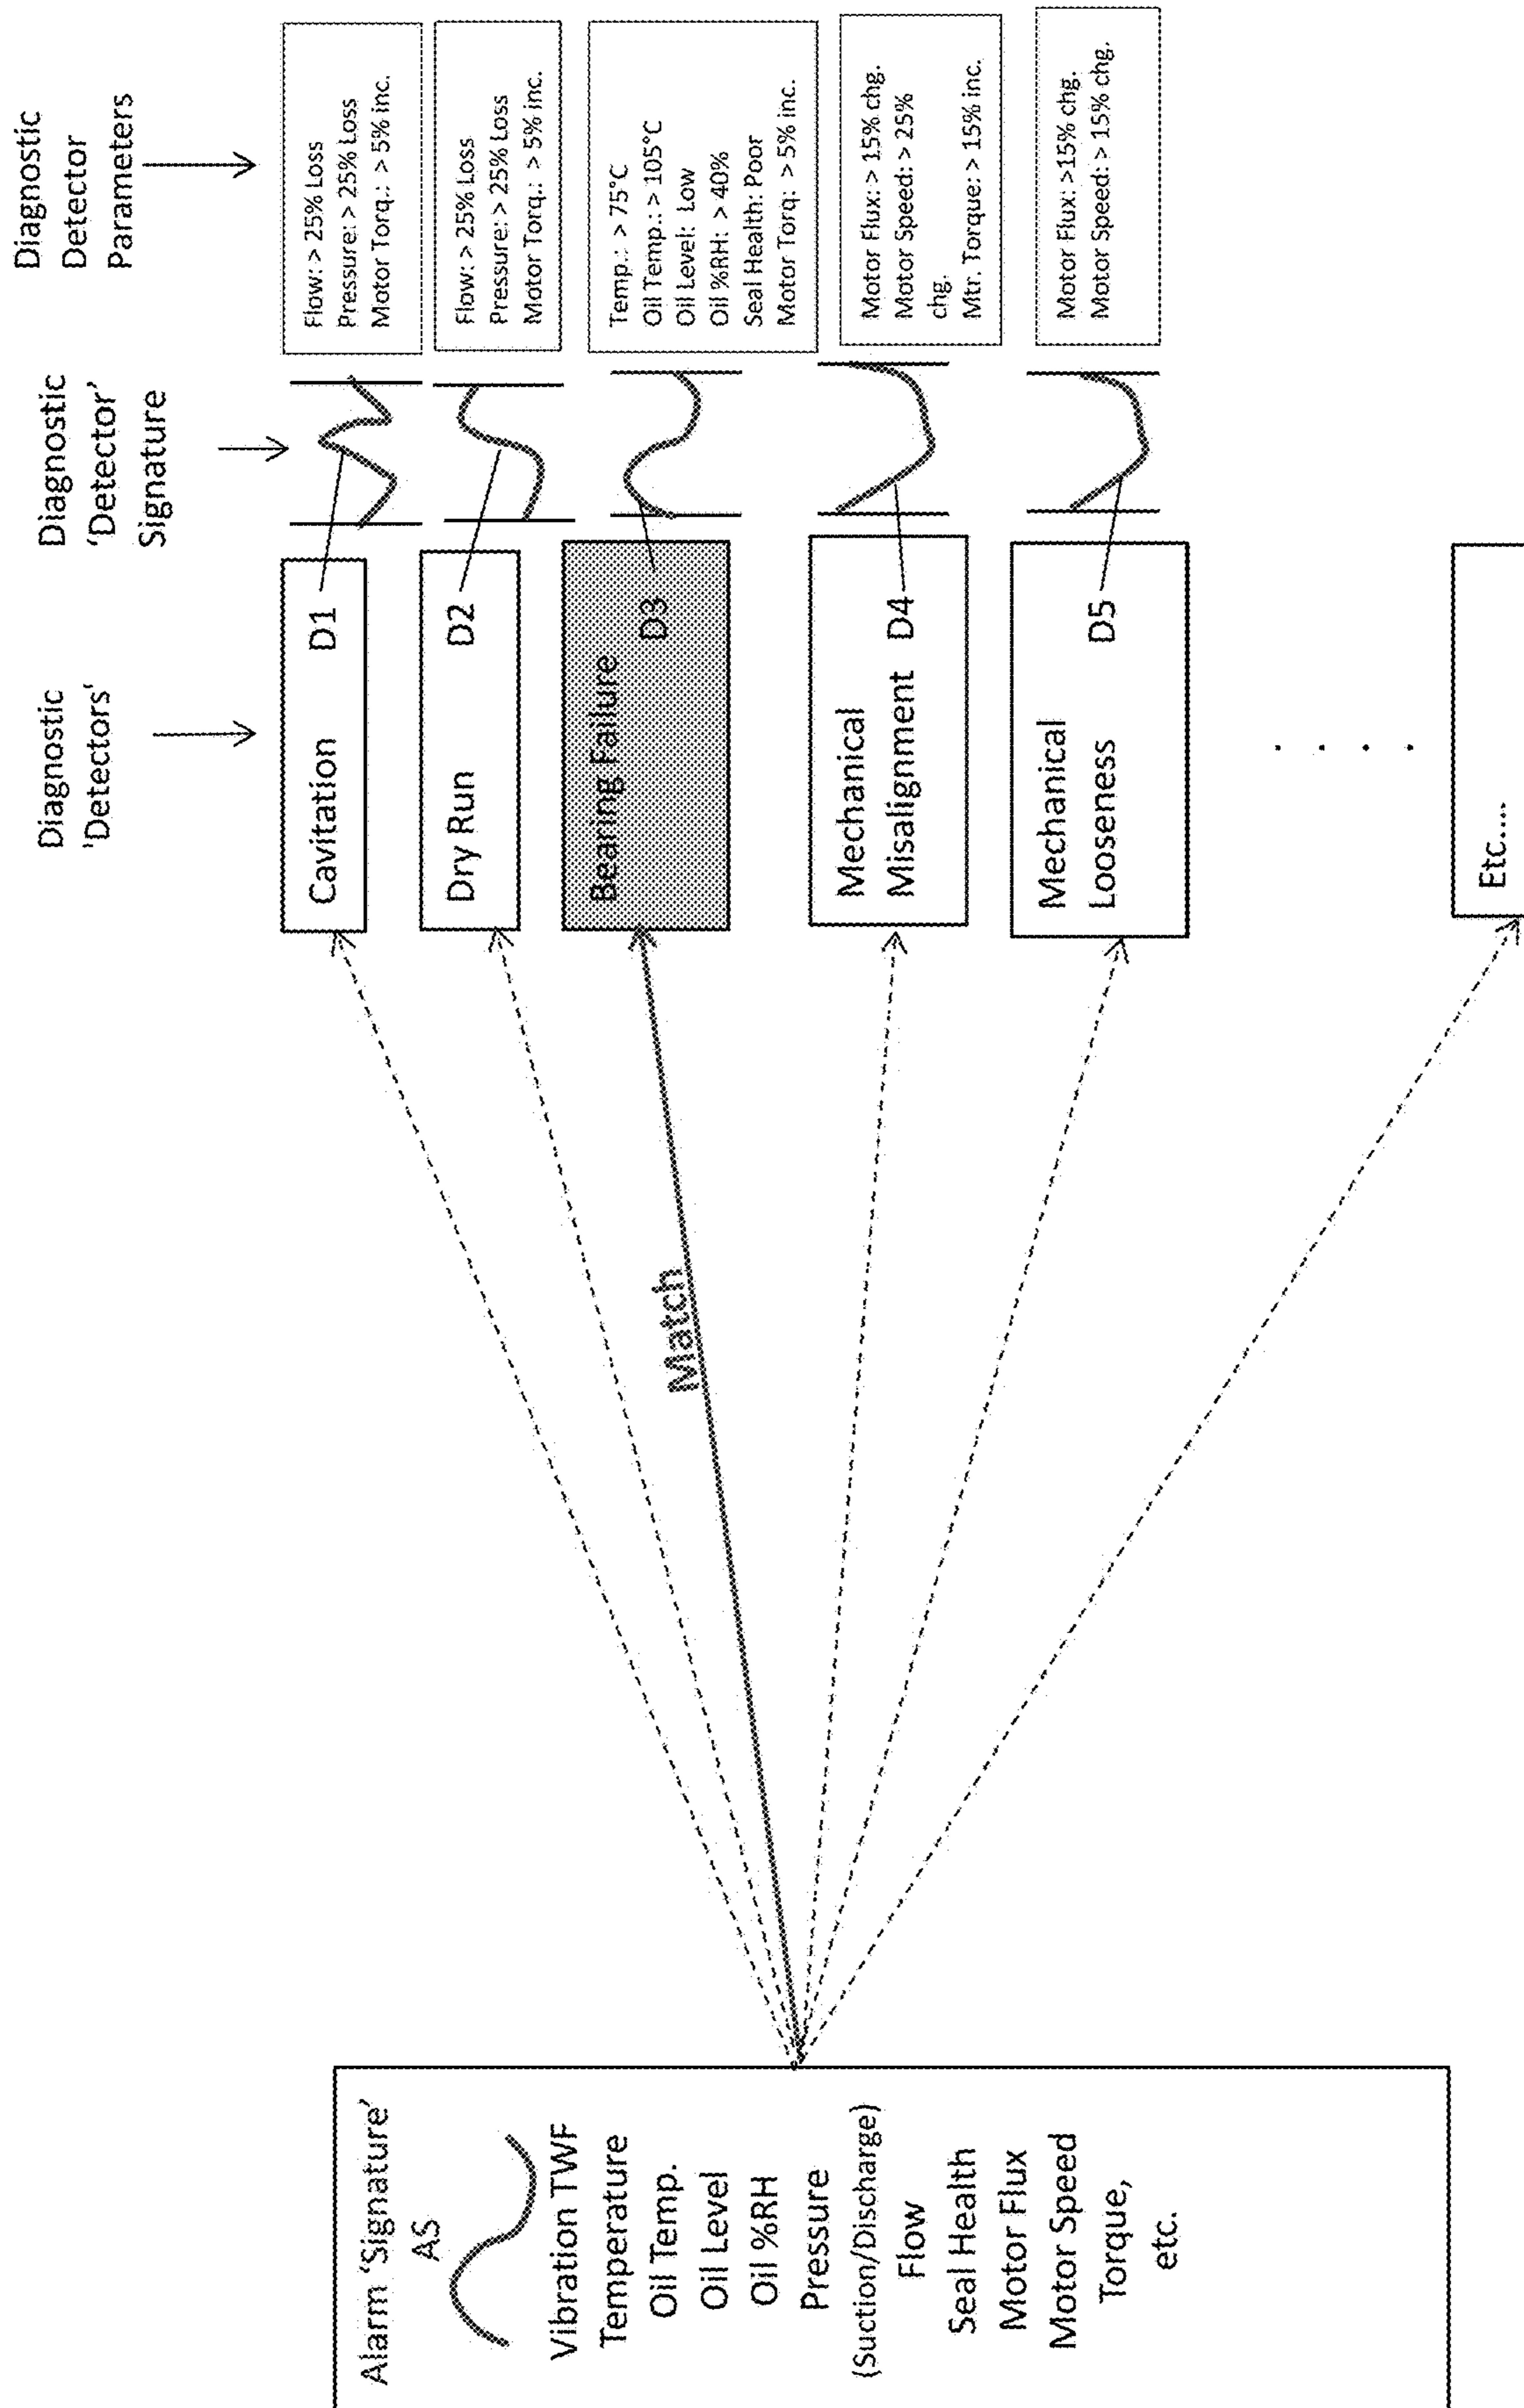 Alarm ‘Signature’
AS
Vibration TWF
Temperature
Oil Temp.
Oil Level
Oil %RH
Pressure
(Suction/Discharge)
Flow
Seal Health
Motor Flux
Motor Speed
Torque,
etc.
Match
Diagnostic
'Detectors'
Cavitation D1
Dry Run D2
Bearing Failure
D3
Mechanical
Misalignment D4
Mechanical
Looseness D5
. . . .
Etc....
Diagnostic
‘Detector’
Signature
Diagnostic
Detector
Parameters
Flow: > 25% Loss
Pressure: > 25% Loss
Motor Torq.: > 5% inc.
Flow: > 25% Loss
Pressure: > 25% Loss
Motor Torq.: > 5% inc.
Temp.: > 75°C
Oil Temp.: > 105°C
Oil Level: Low
Oil %RH: > 40%
Seal Health: Poor
Motor Torq: > 5% inc.
Motor Flux: > 15% chg.
Motor Speed: > 25%
chg.
Mtr. Torque: > 15% inc.
Motor Flux: >15% chg.
Motor Speed: > 15% chg.